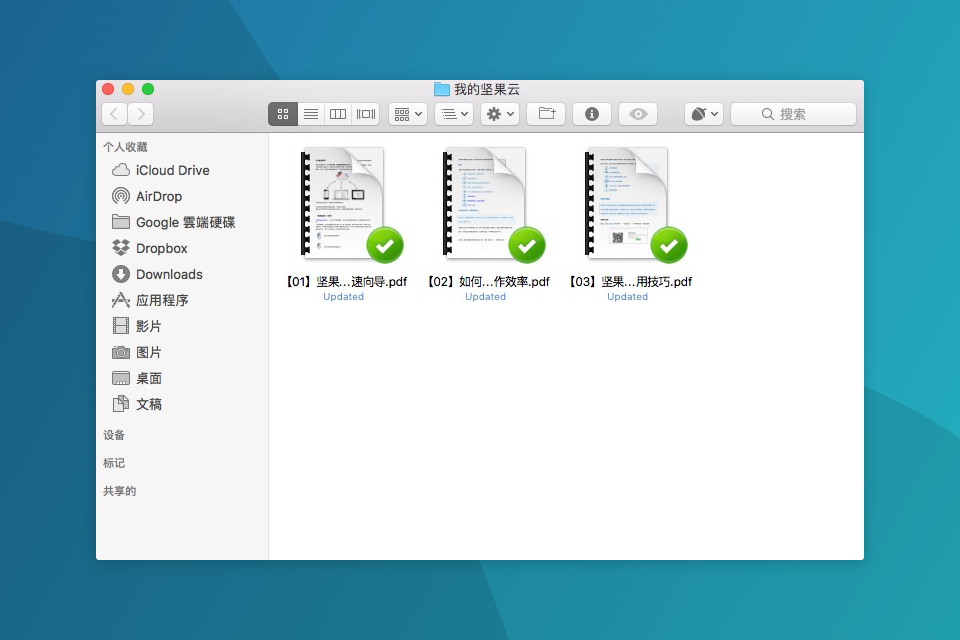 我的坚果云
搜索
个人收藏
iCloud Drive
AirDrop
Google 雲端硬碟
Dropbox
Downloads
应用程序
影片
图片
桌面
文稿
设备
标记
共享的
【01】坚果…速向导.pdf
Updated
【02】如何…作效率.pdf
Updated
【03】坚果…用技巧.pdf
Updated